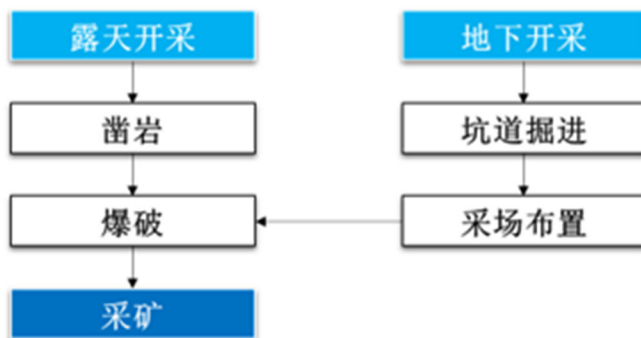 露天开采
地下开采
凿岩
坑道掘进
爆破
采场布置
采矿